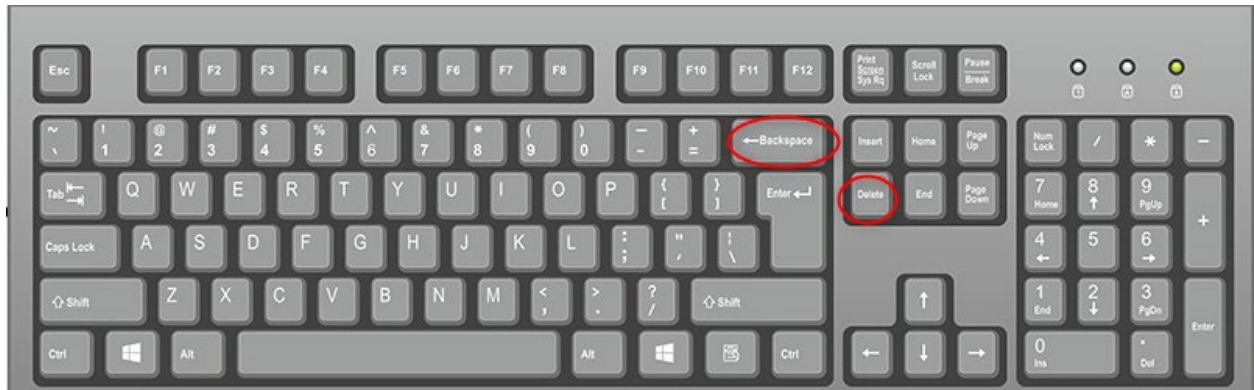 Esc F1 F2 F3 F4 F5 F6 F7 F8 F9 F10 F11 F12 Print Screen Sys Rq Scroll Lock Pause Break
~ ` ! 1 @ 2 # 3 $ 4 % 5 ^ 6 & 7 * 8 ( 9 ) 0 – - + = ←Backspace Insert Home Page Up Num Lock / * –
Tab Q W E R T Y U I O P { [ } ] Enter ↵ Delete End Page Down 7 Home 8 ↑ 9 PgUp +
Caps Lock A S D F G H J K L : ; " , ¦ \ 4 ← 5 6 →
⇧ Shift Z X C V B N M < , > . ? / ⇧ Shift ↑ 1 End 2 ↓ 3 PgDn Enter
Ctrl Alt Alt Ctrl ← ↓ → 0 Ins . Del